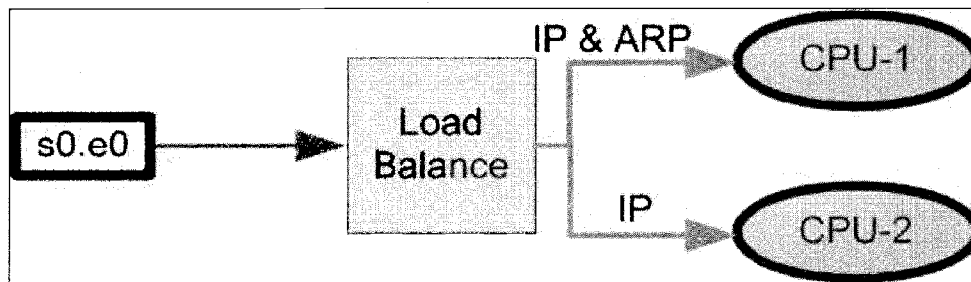 IP & ARP
CPU-1
s0.e0
Load
Balance
IP
CPU-2